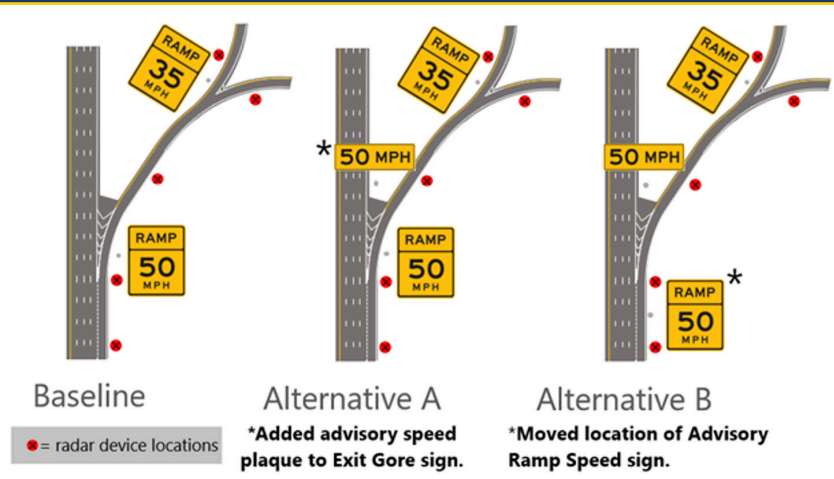 RAMP
35
MPH
RAMP
50
MPH
Baseline
= radar device locations
RAMP
35
MPH
* 50 MPH
RAMP
50
MPH
Alternative A
*Added advisory speed
plaque to Exit Gore sign.
RAMP
35
MPH
50 MPH
*
RAMP
50
MPH
Alternative B
*Moved location of Advisory
Ramp Speed sign.